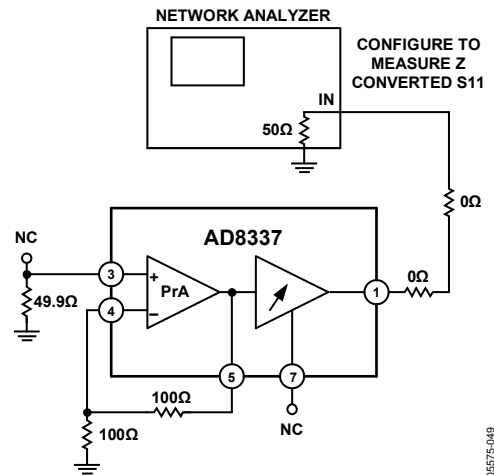 NETWORK ANALYZER
CONFIGURE TO
MEASURE Z
CONVERTED S11
IN
50Ω
0Ω
NC
AD8337
0Ω
3
+
PrA
1
49.9Ω
4
−
5
7
100Ω
100Ω
NC
05575-049